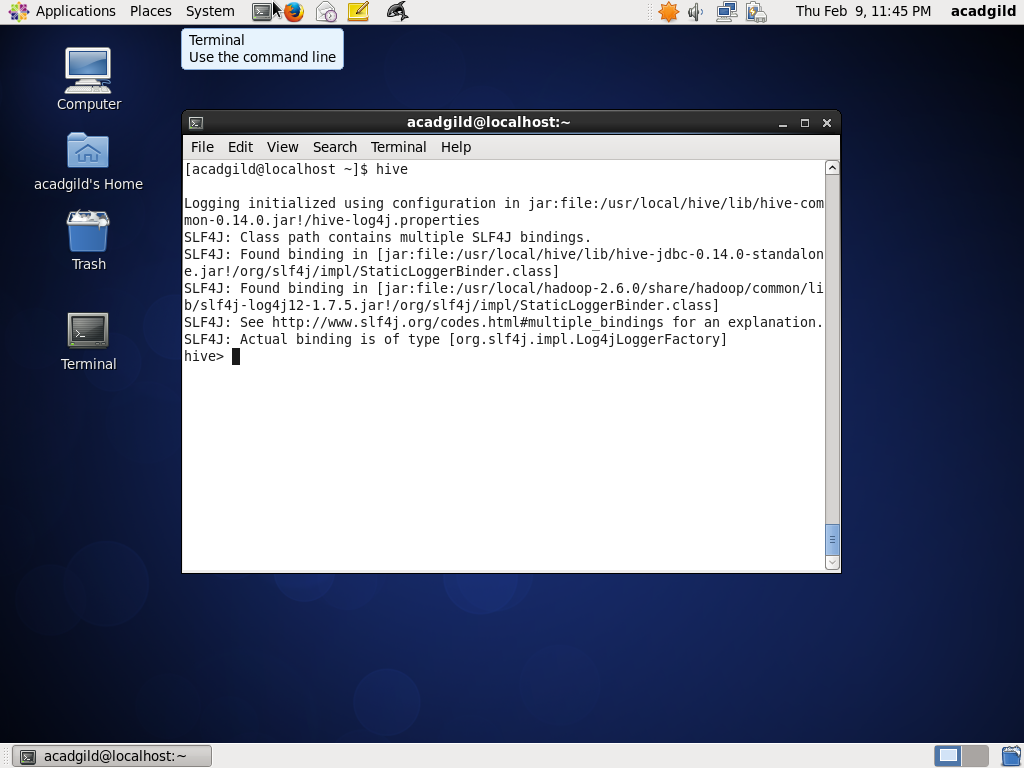 Applications Places System
Thu Feb 9, 11:45 PM acadgild
Terminal
Use the command line
Computer
acadgild's Home
Trash
Terminal
acadgild@localhost:~
File Edit View Search Terminal Help
[acadgild@localhost ~]$ hive
Logging initialized using configuration in jar:file:/usr/local/hive/lib/hive-com
mon-0.14.0.jar!/hive-log4j.properties
SLF4J: Class path contains multiple SLF4J bindings.
SLF4J: Found binding in [jar:file:/usr/local/hive/lib/hive-jdbc-0.14.0-standalon
e.jar!/org/slf4j/impl/StaticLoggerBinder.class]
SLF4J: Found binding in [jar:file:/usr/local/hadoop-2.6.0/share/hadoop/common/li
b/slf4j-log4j12-1.7.5.jar!/org/slf4j/impl/StaticLoggerBinder.class]
SLF4J: See http://www.slf4j.org/codes.html#multiple_bindings for an explanation.
SLF4J: Actual binding is of type [org.slf4j.impl.Log4jLoggerFactory]
hive>
acadgild@localhost:~